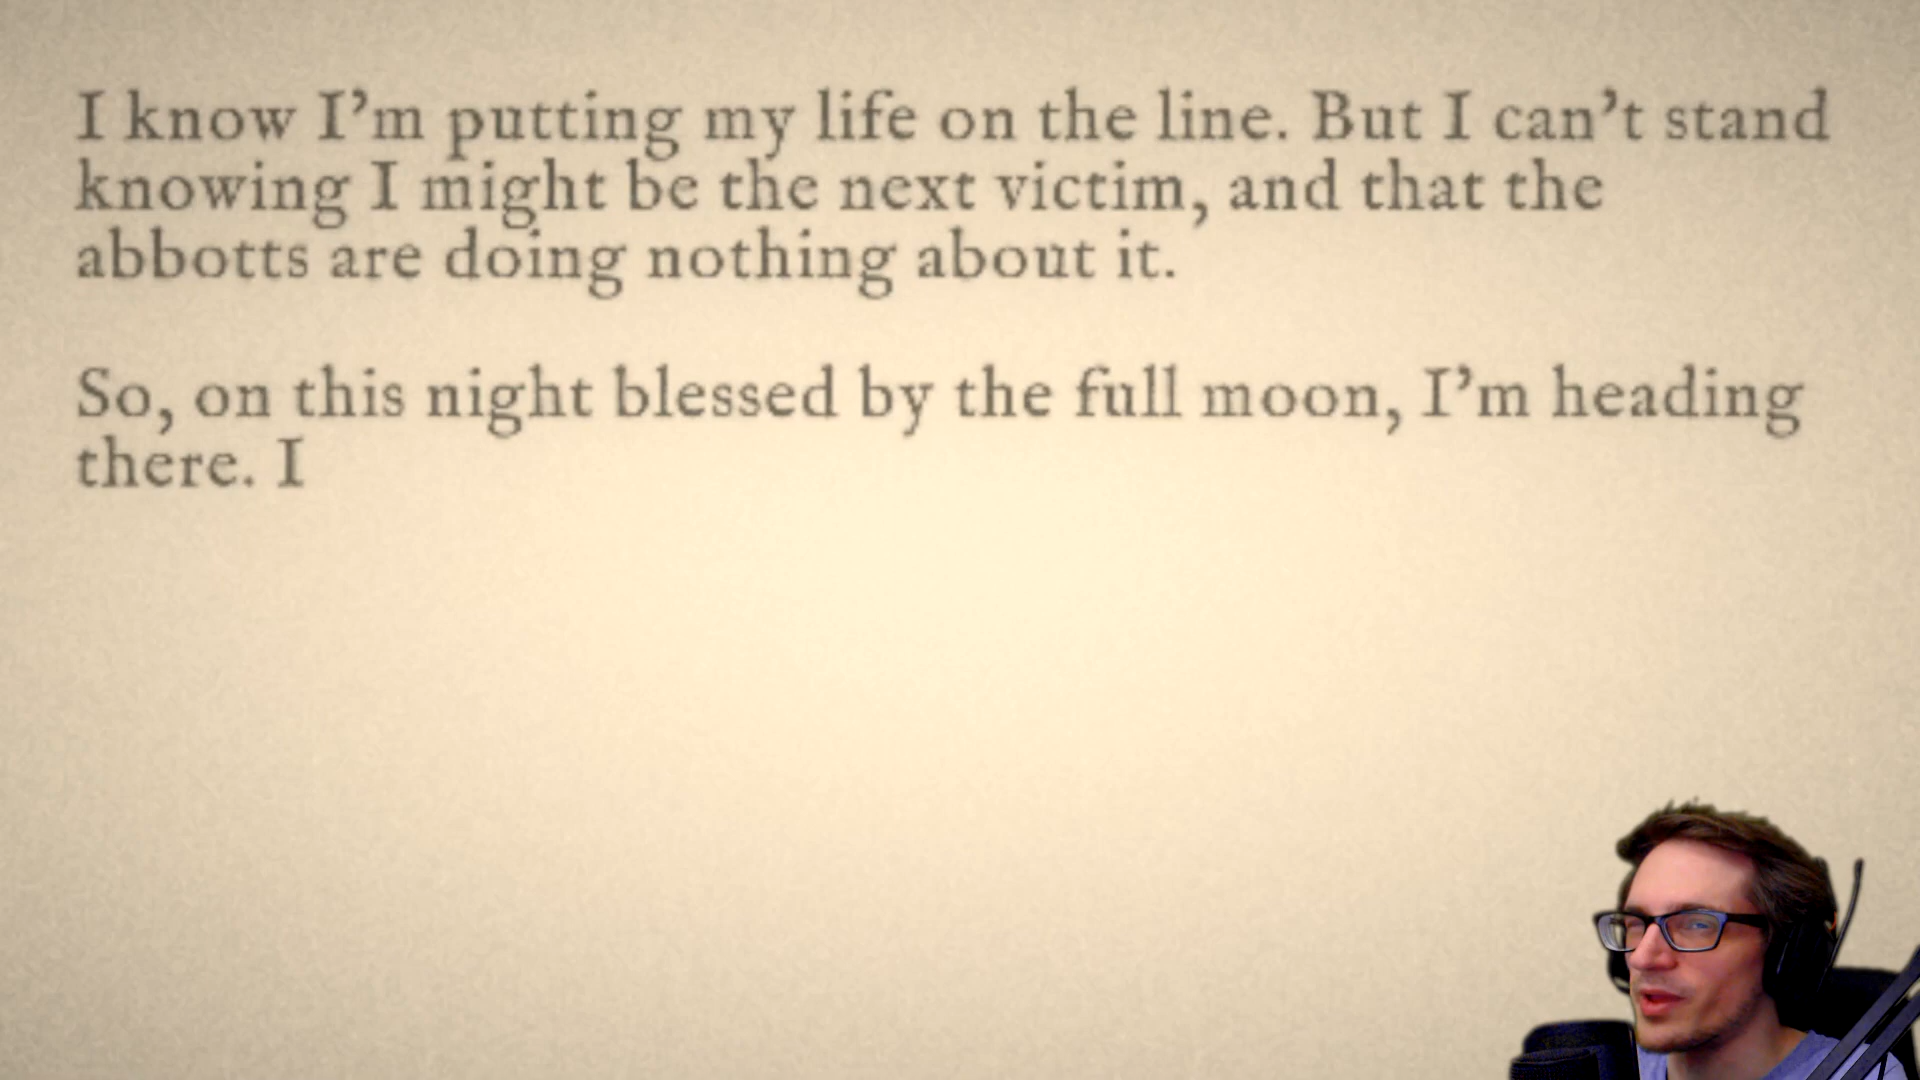 I know I’m putting my life on the line. But I can’t stand
knowing I might be the next victim, and that the
abbotts are doing nothing about it.
So, on this night blessed by the full moon, I’m heading
there. I